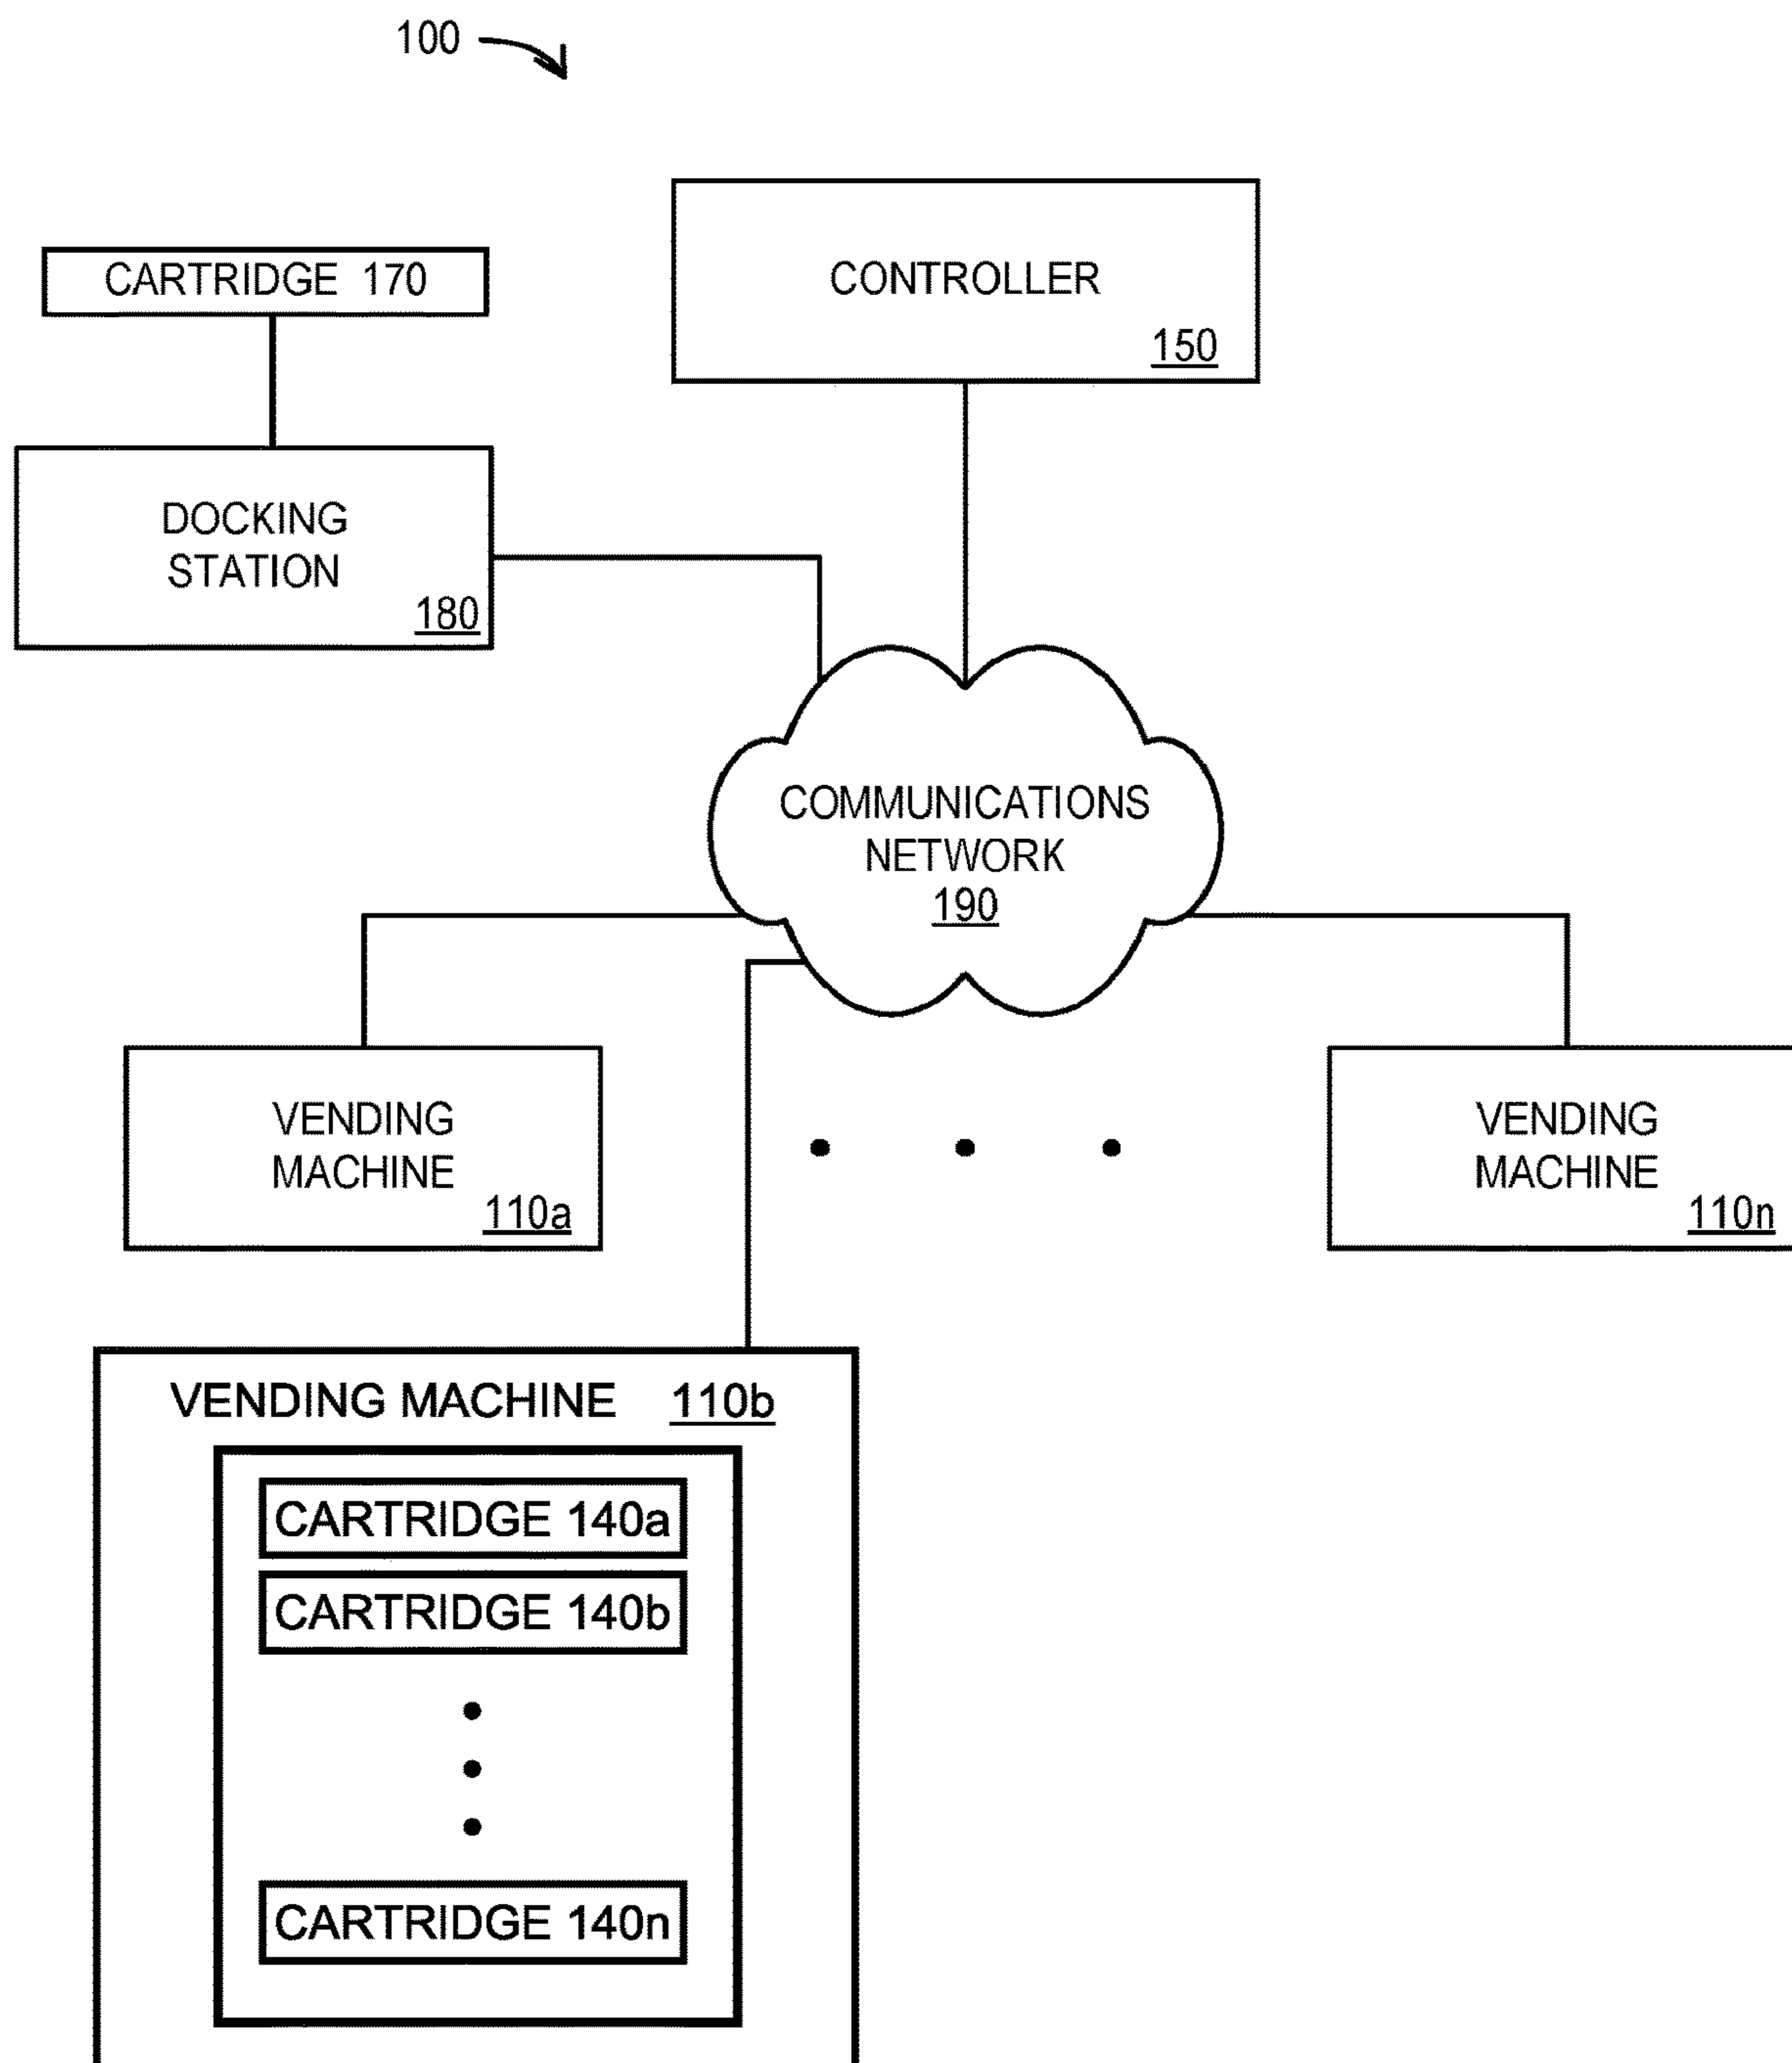 100
CARTRIDGE 170
CONTROLLER
150
DOCKING
STATION
180
COMMUNICATIONS
NETWORK
190
VENDING
MACHINE
110a
VENDING
MACHINE
110n
VENDING MACHINE 110b
CARTRIDGE 140a
CARTRIDGE 140b
CARTRIDGE 140n